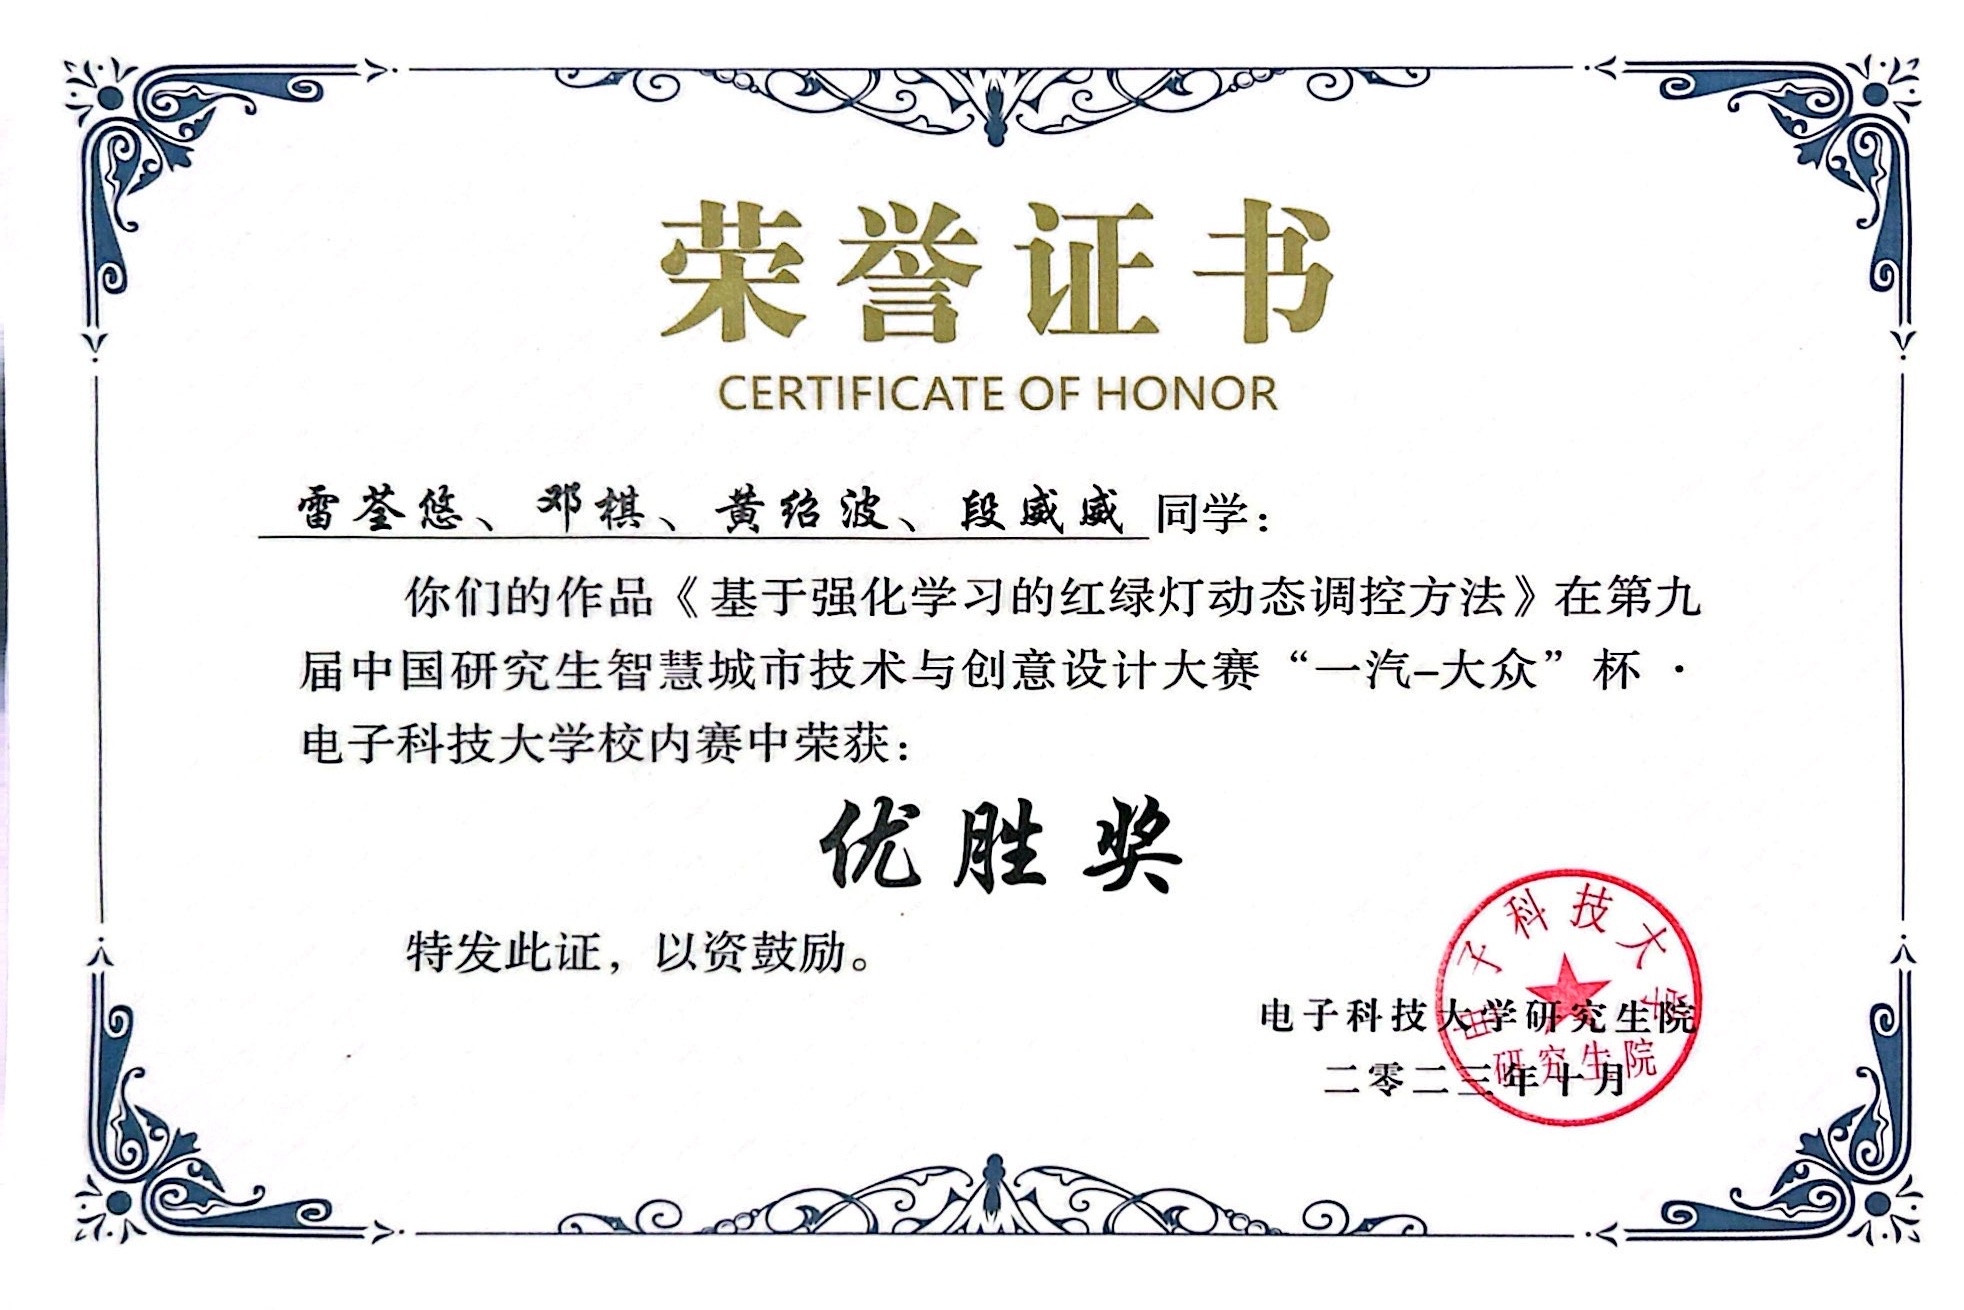 荣誉证书
CERTIFICATE OF HONOR
雷荃悠、邓棋、黄绍波、段威威同学：
你们的作品《基于强化学习的红绿灯动态调控方法》在第九
届中国研究生智慧城市技术与创意设计大赛“一汽–大众”杯·
电子科技大学校内赛中荣获：
优胜奖
特发此证，以资鼓励。
电子科技大学研究生院
二零二三年十月
电子科技大学
研究生院